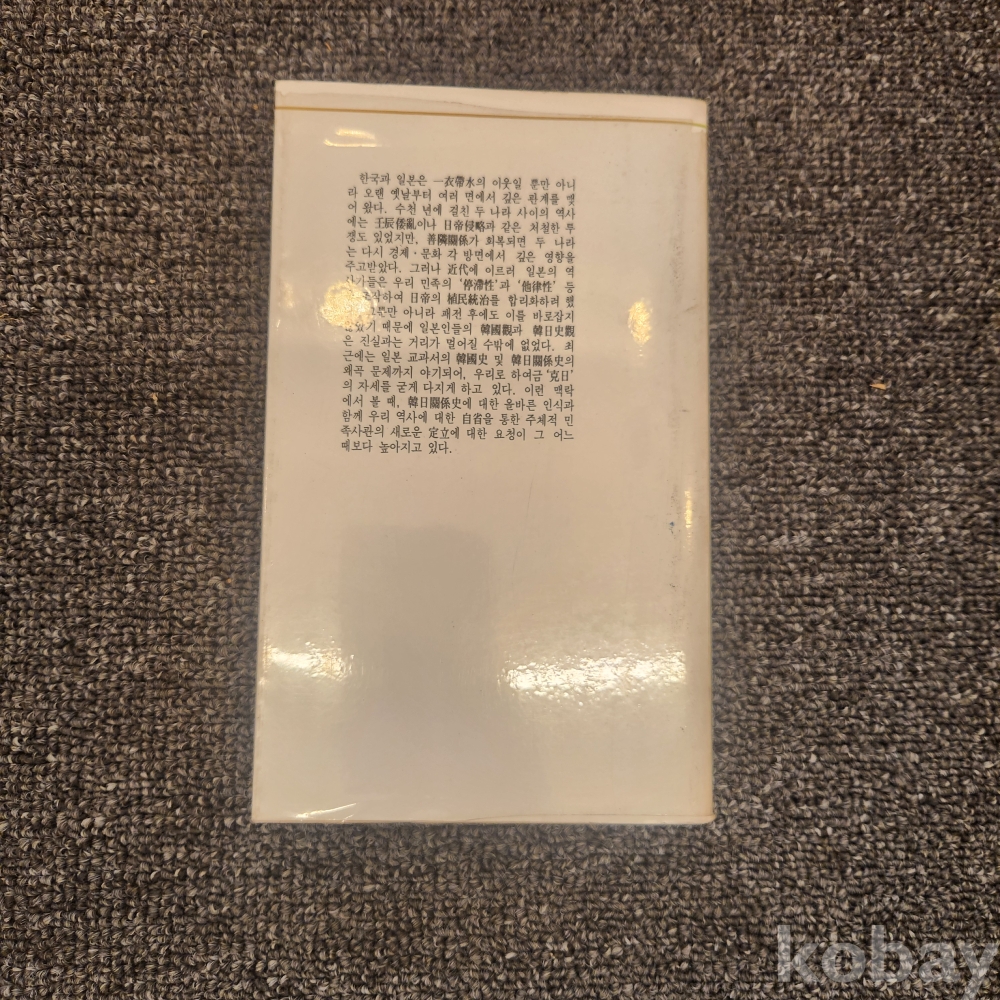 한국과 일본은 一衣帶水의 이웃일 뿐만 아니
라 오랜 옛날부터 여러 면에서 깊은 관계를 맺
어 왔다. 수천 년에 걸친 두 나라 사이의 역사
에는 壬辰倭亂이나 日帝侵略과 같은 처절한 투
쟁도 있었지만, 善隣關係가 회복되면 두 나라
는 다시 경제·문화 각 방면에서 깊은 영향을
주고받았다. 그러나 近代에 이르러 일본의 역
들은 우리 민족의 '停滯性'과 '他律性' 등
하여 日帝의 植民統治를 합리화하려 했
뿐만 아니라 패전 후에도 이를 바로잡지
때문에 일본인들의 韓國觀과 韓日史觀
은 진실과는 거리가 멀어질 수밖에 없었다. 최
근에는 일본 교과서의 韓國史 및 韓日關係史의
왜곡 문제까지 야기되어, 우리로 하여금 '克日'
의 자세를 굳게 다지게 하고 있다. 이런 맥락
에서 볼 때, 韓日關係史에 대한 올바른 인식과
함께 우리 역사에 대한 自省을 통한 주체적 민
족사관의 새로운 定立에 대한 요청이 그 어느
때보다 높아지고 있다.
kobay